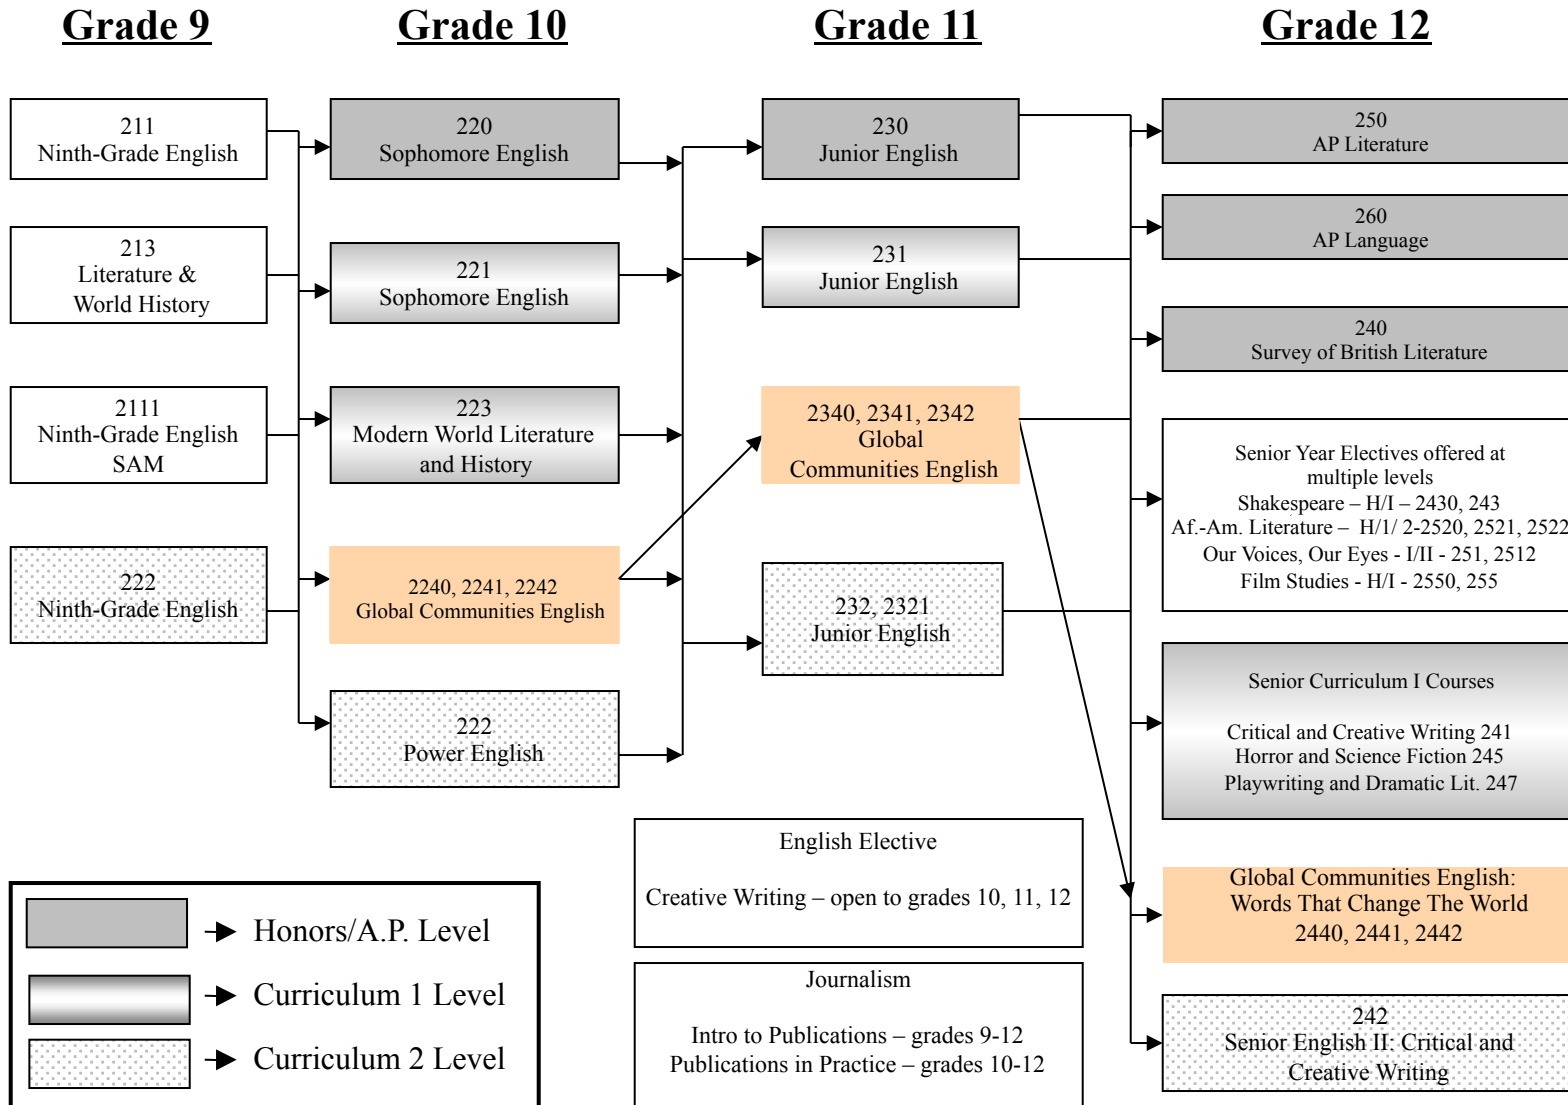 Grade 9
Grade 10
Grade 11
Grade 12
211
Ninth-Grade English
213
Literature &
World History
2111
Ninth-Grade English
SAM
222
Ninth-Grade English
220
Sophomore English
221
Sophomore English
223
Modern World Literature
and History
2240, 2241, 2242
Global Communities English
222
Power English
230
Junior English
231
Junior English
2340, 2341, 2342
Global
Communities English
232, 2321
Junior English
250
AP Literature
260
AP Language
240
Survey of British Literature
Senior Year Electives offered at
multiple levels
Shakespeare – H/I – 2430, 243
Af.-Am. Literature – H/1/ 2-2520, 2521, 2522
Our Voices, Our Eyes - I/II - 251, 2512
Film Studies - H/I - 2550, 255
Senior Curriculum I Courses
Critical and Creative Writing 241
Horror and Science Fiction 245
Playwriting and Dramatic Lit. 247
Global Communities English:
Words That Change The World
2440, 2441, 2442
242
Senior English II: Critical and
Creative Writing
English Elective
Creative Writing – open to grades 10, 11, 12
Journalism
Intro to Publications – grades 9-12
Publications in Practice – grades 10-12
Honors/A.P. Level
Curriculum 1 Level
Curriculum 2 Level